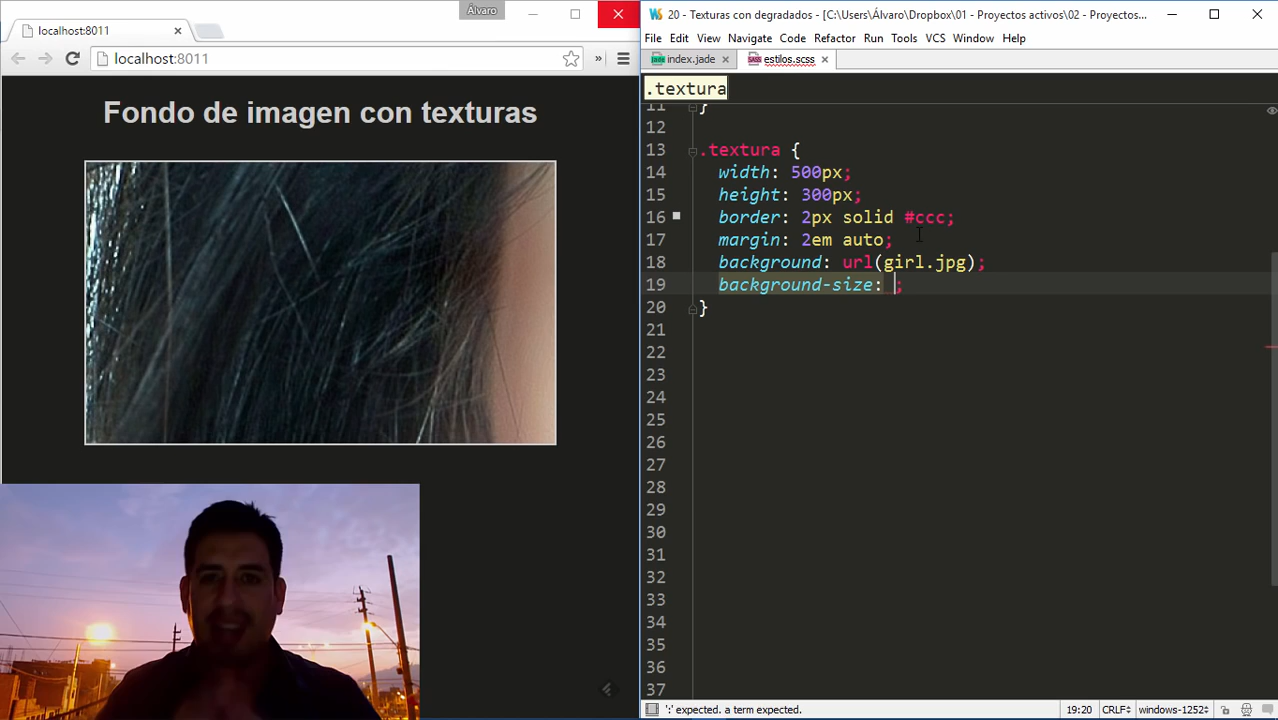 Álvaro
localhost:8011
localhost:8011
Fondo de imagen con texturas
20 - Texturas con degradados - [C:\Users\Álvaro\Dropbox\01 - Proyectos activos\02 - Proyectos...
File Edit View Navigate Code Refactor Run Tools VCS Window Help
index.jade
estilos.scss
.textura
11 }
12
13 .textura {
14 width: 500px;
15 height: 300px;
16 border: 2px solid #ccc;
17 margin: 2em auto;
18 background: url(girl.jpg);
19 background-size: ;
20 }
21
22
23
24
25
26
27
28
29
30
31
32
33
34
35
36
37
':' expected. a term expected.
19:20 CRLF÷ windows-1252÷